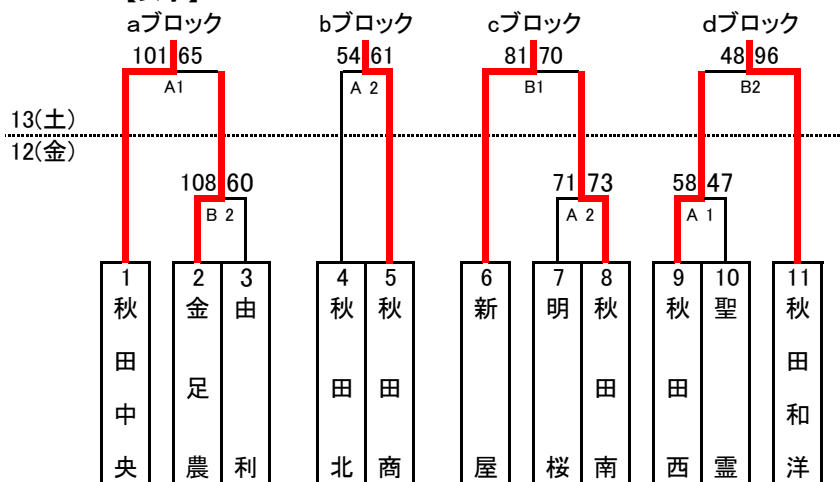 aブロック bブロック cブロック dブロック
101 65 54 61 81 70 48 96
A1 A 2 B1 B2
13(土)
12(金)
108 60 71 73 58 47
B 2 A 2 A 1
1 2 3 4 5 6 7 8 9 10 11
秋田中央
金足農
由利
秋田北
秋田商
新屋
明桜
秋田南
秋田西
聖霊
秋田和洋